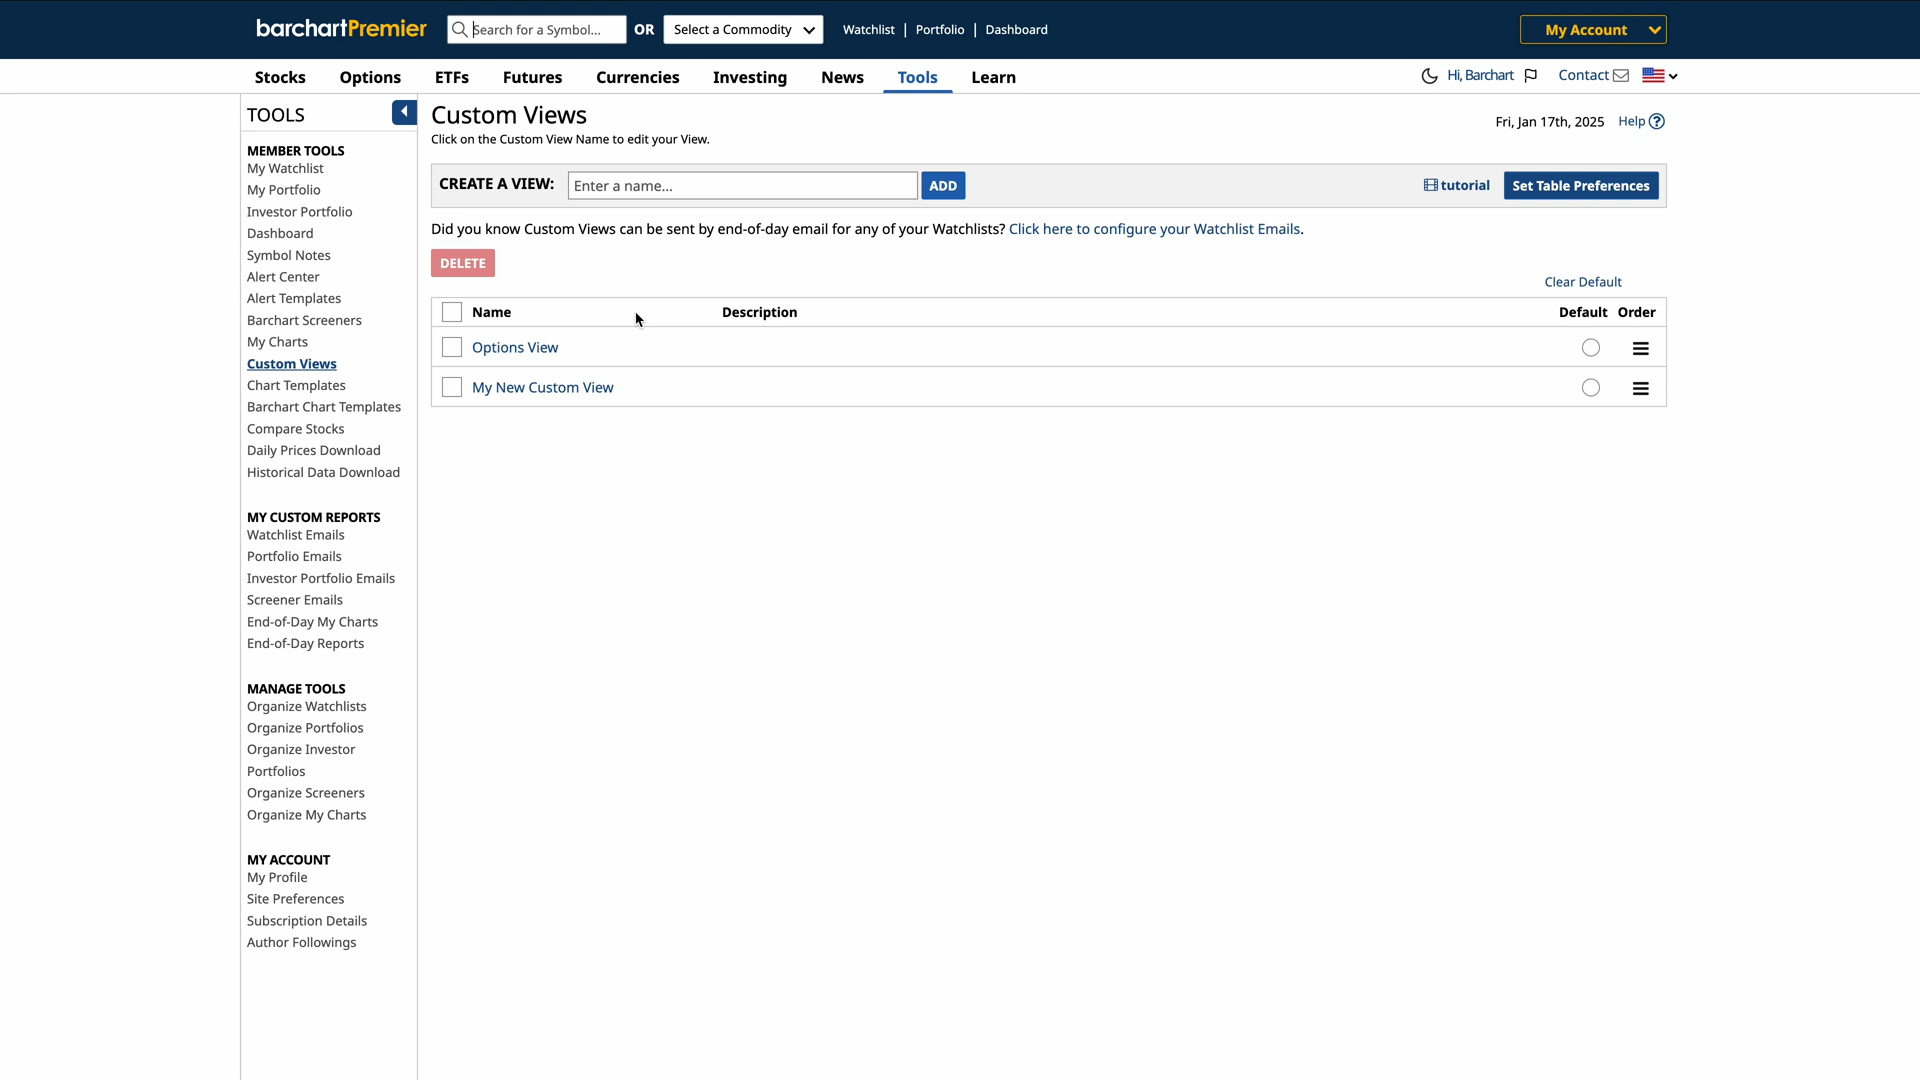 barchartPremier Search for a Symbol... OR Select a Commodity Watchlist | Portfolio | Dashboard My Account
Stocks Options ETFs Futures Currencies Investing News Tools Learn Hi, Barchart Contact
TOOLS
MEMBER TOOLS
My Watchlist
My Portfolio
Investor Portfolio
Dashboard
Symbol Notes
Alert Center
Alert Templates
Barchart Screeners
My Charts
Custom Views
Chart Templates
Barchart Chart Templates
Compare Stocks
Daily Prices Download
Historical Data Download
MY CUSTOM REPORTS
Watchlist Emails
Portfolio Emails
Investor Portfolio Emails
Screener Emails
End-of-Day My Charts
End-of-Day Reports
MANAGE TOOLS
Organize Watchlists
Organize Portfolios
Organize Investor
Portfolios
Organize Screeners
Organize My Charts
MY ACCOUNT
My Profile
Site Preferences
Subscription Details
Author Followings
Custom Views
Click on the Custom View Name to edit your View.
Fri, Jan 17th, 2025 Help ?
CREATE A VIEW: Enter a name... ADD tutorial Set Table Preferences
Did you know Custom Views can be sent by end-of-day email for any of your Watchlists? Click here to configure your Watchlist Emails.
DELETE
Clear Default
Name Description Default Order
Options View
My New Custom View